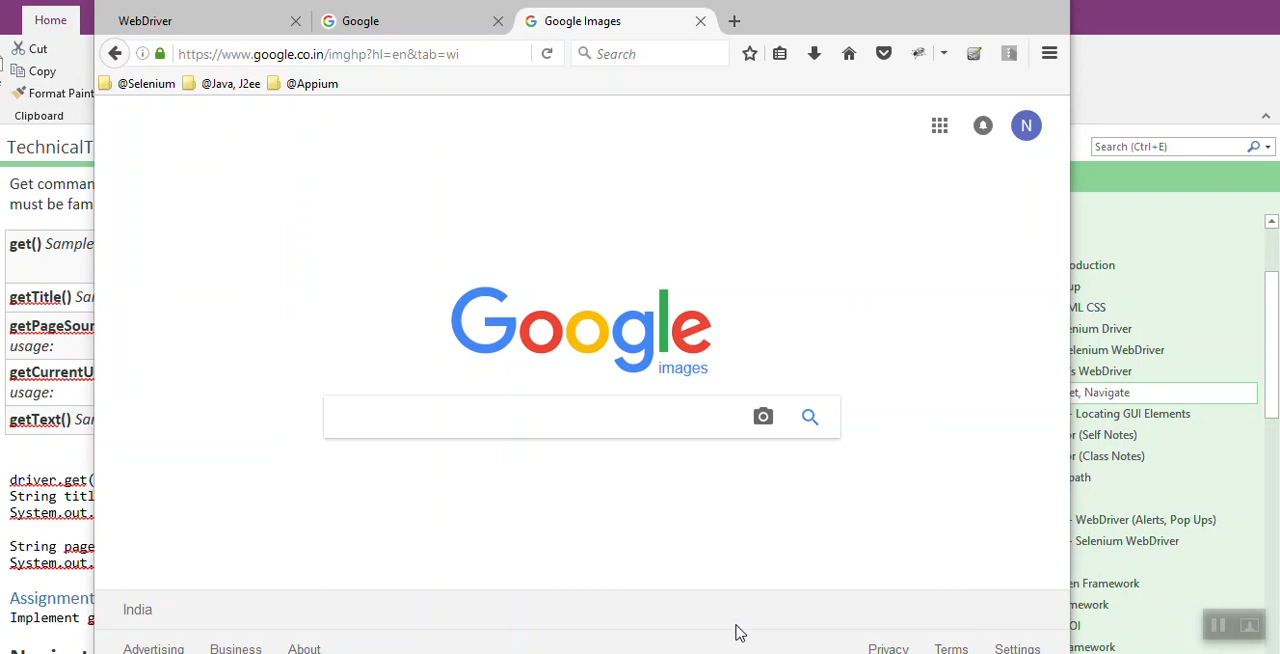 Home
WebDriver
Google
Google Images
Cut
Copy
Format Paint
Clipboard
https://www.google.co.in/imghp?hl=en&tab=wi
Search
@Selenium
@Java, J2ee
@Appium
N
TechnicalT
Search (Ctrl+E)
Get comman
must be fam
get() Sample
getTitle() Sa
getPageSour
usage:
getCurrentU
usage:
getText() Sa
driver.get(
String titl
System.out.
String page
System.out.
Assignment
Implement g
Google
images
India
Advertising
Business
About
Privacy
Terms
Settings
oduction
up
ML CSS
enium Driver
elenium WebDriver
's WebDriver
et, Navigate
- Locating GUI Elements
r (Self Notes)
r (Class Notes)
path
- WebDriver (Alerts, Pop Ups)
- Selenium WebDriver
en Framework
mework
OI
amework